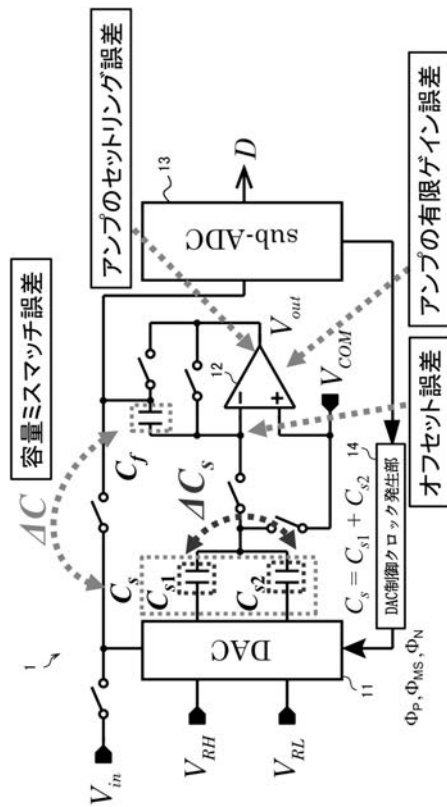 容量ミスマッチ誤差
アンプのセットリング誤差
ΔC
1
13
V_in
C_f
sub-ADC
D
12
V_out
C_s
C_s1
C_s2
ΔC_s
−
+
V_COM
DAC
11
V_RH
V_RL
C_s = C_s1 + C_s2
14
DAC制御クロック発生部
Φ_P, Φ_MS, Φ_N
オフセット誤差
アンプの有限ゲイン誤差